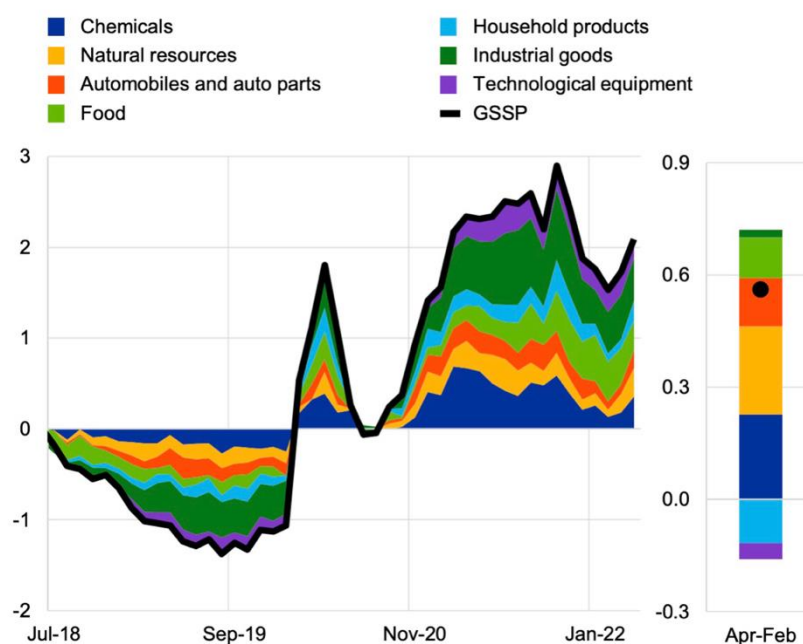 Chemicals
Natural resources
Automobiles and auto parts
Food
Household products
Industrial goods
Technological equipment
GSSP
3
2
1
0
-1
-2
Jul-18 Sep-19 Nov-20 Jan-22
0.9
0.6
0.3
0.0
-0.3
Apr-Feb